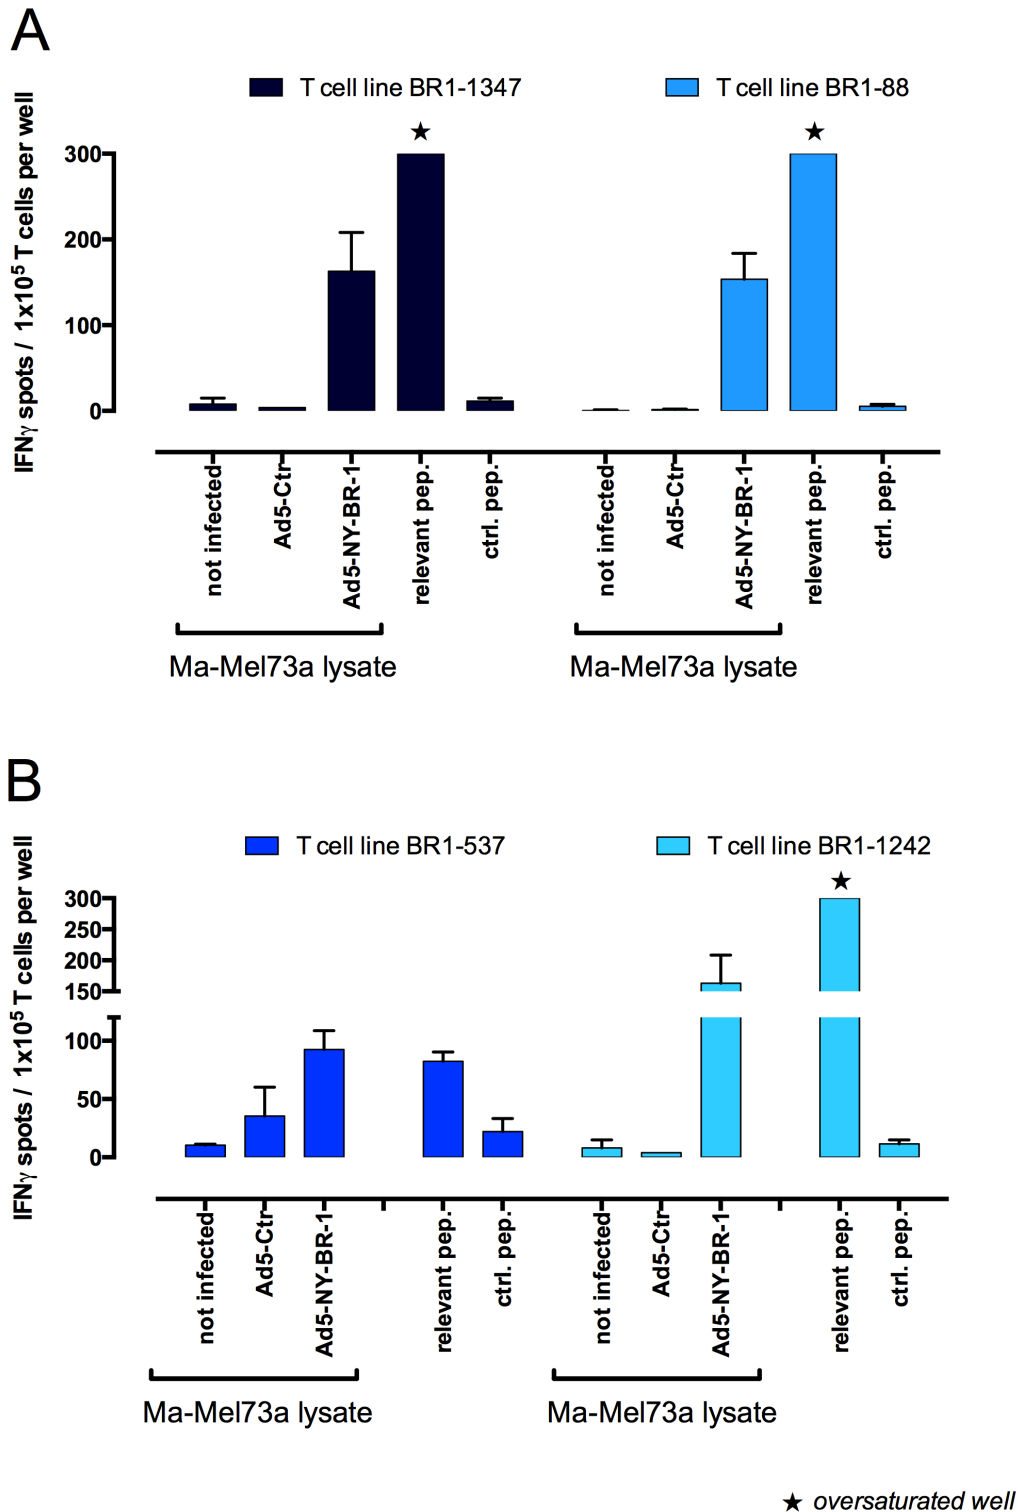 A
T cell line BR1-1347
T cell line BR1-88
IFNγ spots / 1x10⁵ T cells per well
★ ★
300
200
100
0
not infected
Ad5-Ctr
Ad5-NY-BR-1
relevant pep.
ctrl. pep.
not infected
Ad5-Ctr
Ad5-NY-BR-1
relevant pep.
ctrl. pep.
Ma-Mel73a lysate
Ma-Mel73a lysate
B
T cell line BR1-537
T cell line BR1-1242
IFNγ spots / 1x10⁵ T cells per well
★
300
250
200
150
100
50
0
not infected
Ad5-Ctr
Ad5-NY-BR-1
relevant pep.
ctrl. pep.
not infected
Ad5-Ctr
Ad5-NY-BR-1
relevant pep.
ctrl. pep.
Ma-Mel73a lysate
Ma-Mel73a lysate
★ oversaturated well